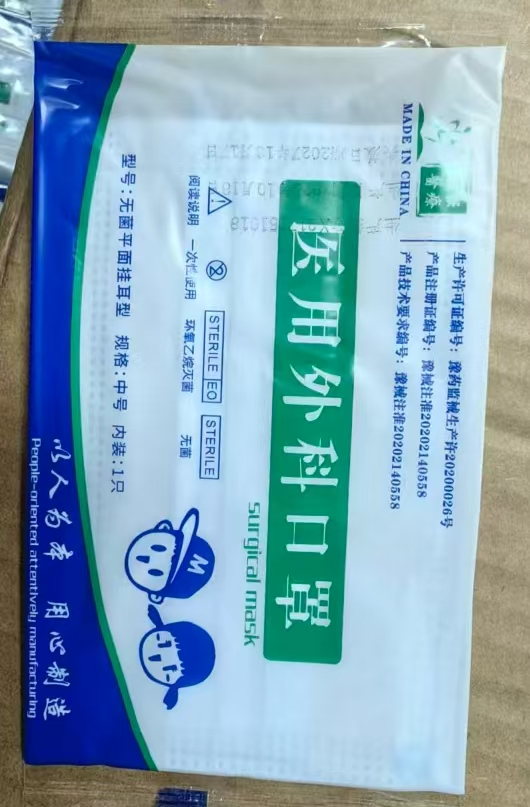 醫療
MADE IN CHINA
生产许可证编号：豫药监械生产许20200026号
产品注册证编号：豫械注准20202140558
产品技术要求编号：豫械注准20202140558
医用外科口罩
surgical mask
STERILE EO
STERILE
阅读说明 一次性使用 环氧乙烷灭菌 无菌
型号：无菌平面挂耳型 规格：中号 内装：1只
M
以人为本 用心制造
People-oriented attentively manufacturing